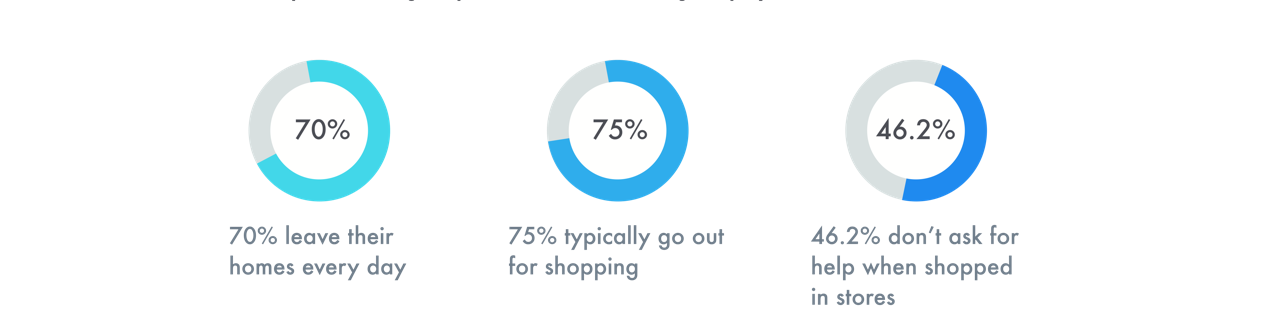 70%
75%
46.2%
70% leave their
homes every day
75% typically go out
for shopping
46.2% don’t ask for
help when shopped
in stores